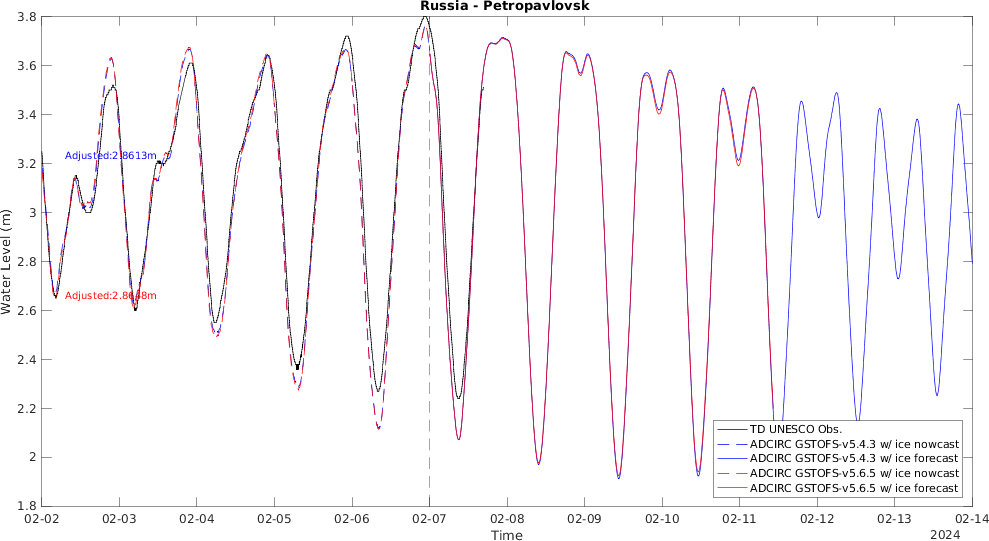 Russia - Petropavlovsk
3.8
3.6
3.4
3.2
3
2.8
2.6
2.4
2.2
2
1.8
Water Level (m)
Adjusted:2.8613m
Adjusted:2.8648m
TD UNESCO Obs.
ADCIRC GSTOFS-v5.4.3 w/ ice nowcast
ADCIRC GSTOFS-v5.4.3 w/ ice forecast
ADCIRC GSTOFS-v5.6.5 w/ ice nowcast
ADCIRC GSTOFS-v5.6.5 w/ ice forecast
02-02 02-03 02-04 02-05 02-06 02-07 02-08 02-09 02-10 02-11 02-12 02-13 02-14
Time
2024